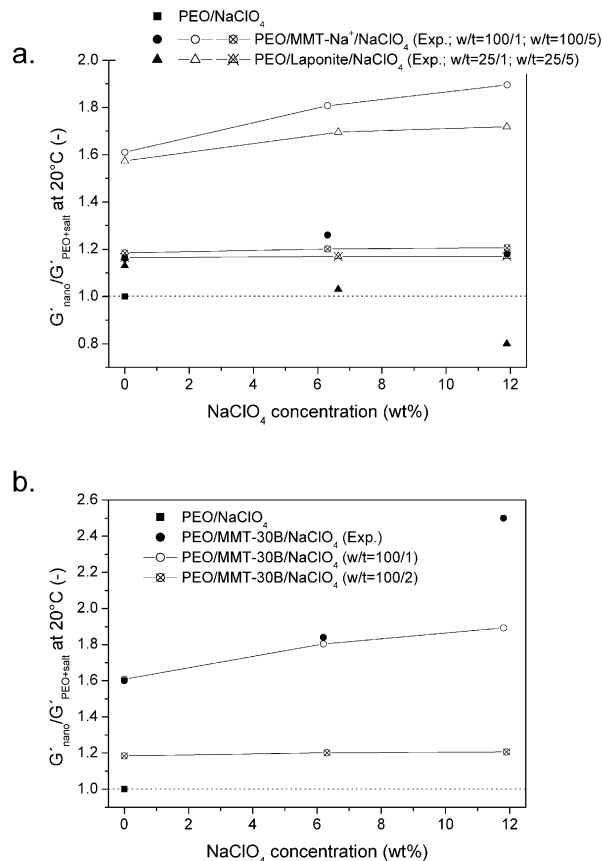 a.
PEO/NaClO₄
PEO/MMT-Na⁺/NaClO₄ (Exp.; w/t=100/1; w/t=100/5)
PEO/Laponite/NaClO₄ (Exp.; w/t=25/1; w/t=25/5)
2.0
1.8
1.6
1.4
1.2
1.0
0.8
G´nano/G´PEO+salt at 20°C (-)
0 2 4 6 8 10 12
NaClO₄ concentration (wt%)
b.
PEO/NaClO₄
PEO/MMT-30B/NaClO₄ (Exp.)
PEO/MMT-30B/NaClO₄ (w/t=100/1)
PEO/MMT-30B/NaClO₄ (w/t=100/2)
2.6
2.4
2.2
2.0
1.8
1.6
1.4
1.2
1.0
G´nano/G´PEO+salt at 20°C (-)
0 2 4 6 8 10 12
NaClO₄ concentration (wt%)